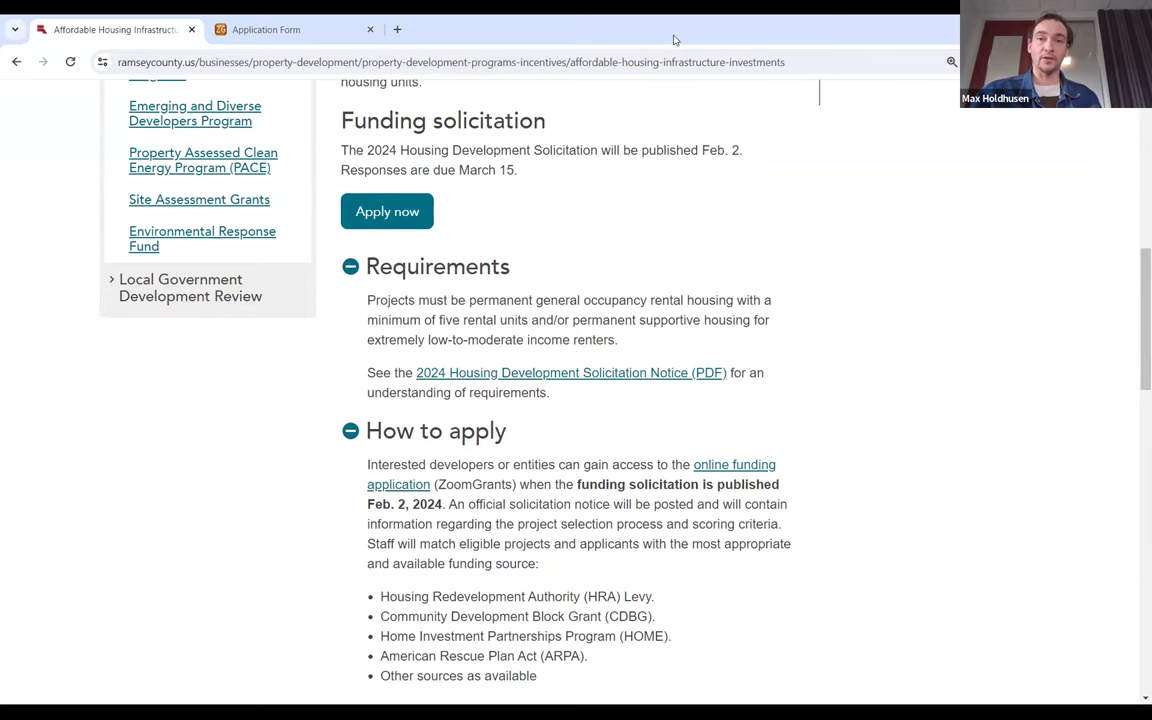 Affordable Housing Infrastructu
Application Form
ramseycounty.us/businesses/property-development/property-development-programs-incentives/affordable-housing-infrastructure-investments
Max Holdhusen
Emerging and Diverse
Developers Program
Property Assessed Clean
Energy Program (PACE)
Site Assessment Grants
Environmental Response
Fund
Local Government
Development Review
housing units.
Funding solicitation
The 2024 Housing Development Solicitation will be published Feb. 2.
Responses are due March 15.
Apply now
Requirements
Projects must be permanent general occupancy rental housing with a
minimum of five rental units and/or permanent supportive housing for
extremely low-to-moderate income renters.
See the 2024 Housing Development Solicitation Notice (PDF) for an
understanding of requirements.
How to apply
Interested developers or entities can gain access to the online funding
application (ZoomGrants) when the funding solicitation is published
Feb. 2, 2024. An official solicitation notice will be posted and will contain
information regarding the project selection process and scoring criteria.
Staff will match eligible projects and applicants with the most appropriate
and available funding source:
• Housing Redevelopment Authority (HRA) Levy.
• Community Development Block Grant (CDBG).
• Home Investment Partnerships Program (HOME).
• American Rescue Plan Act (ARPA).
• Other sources as available